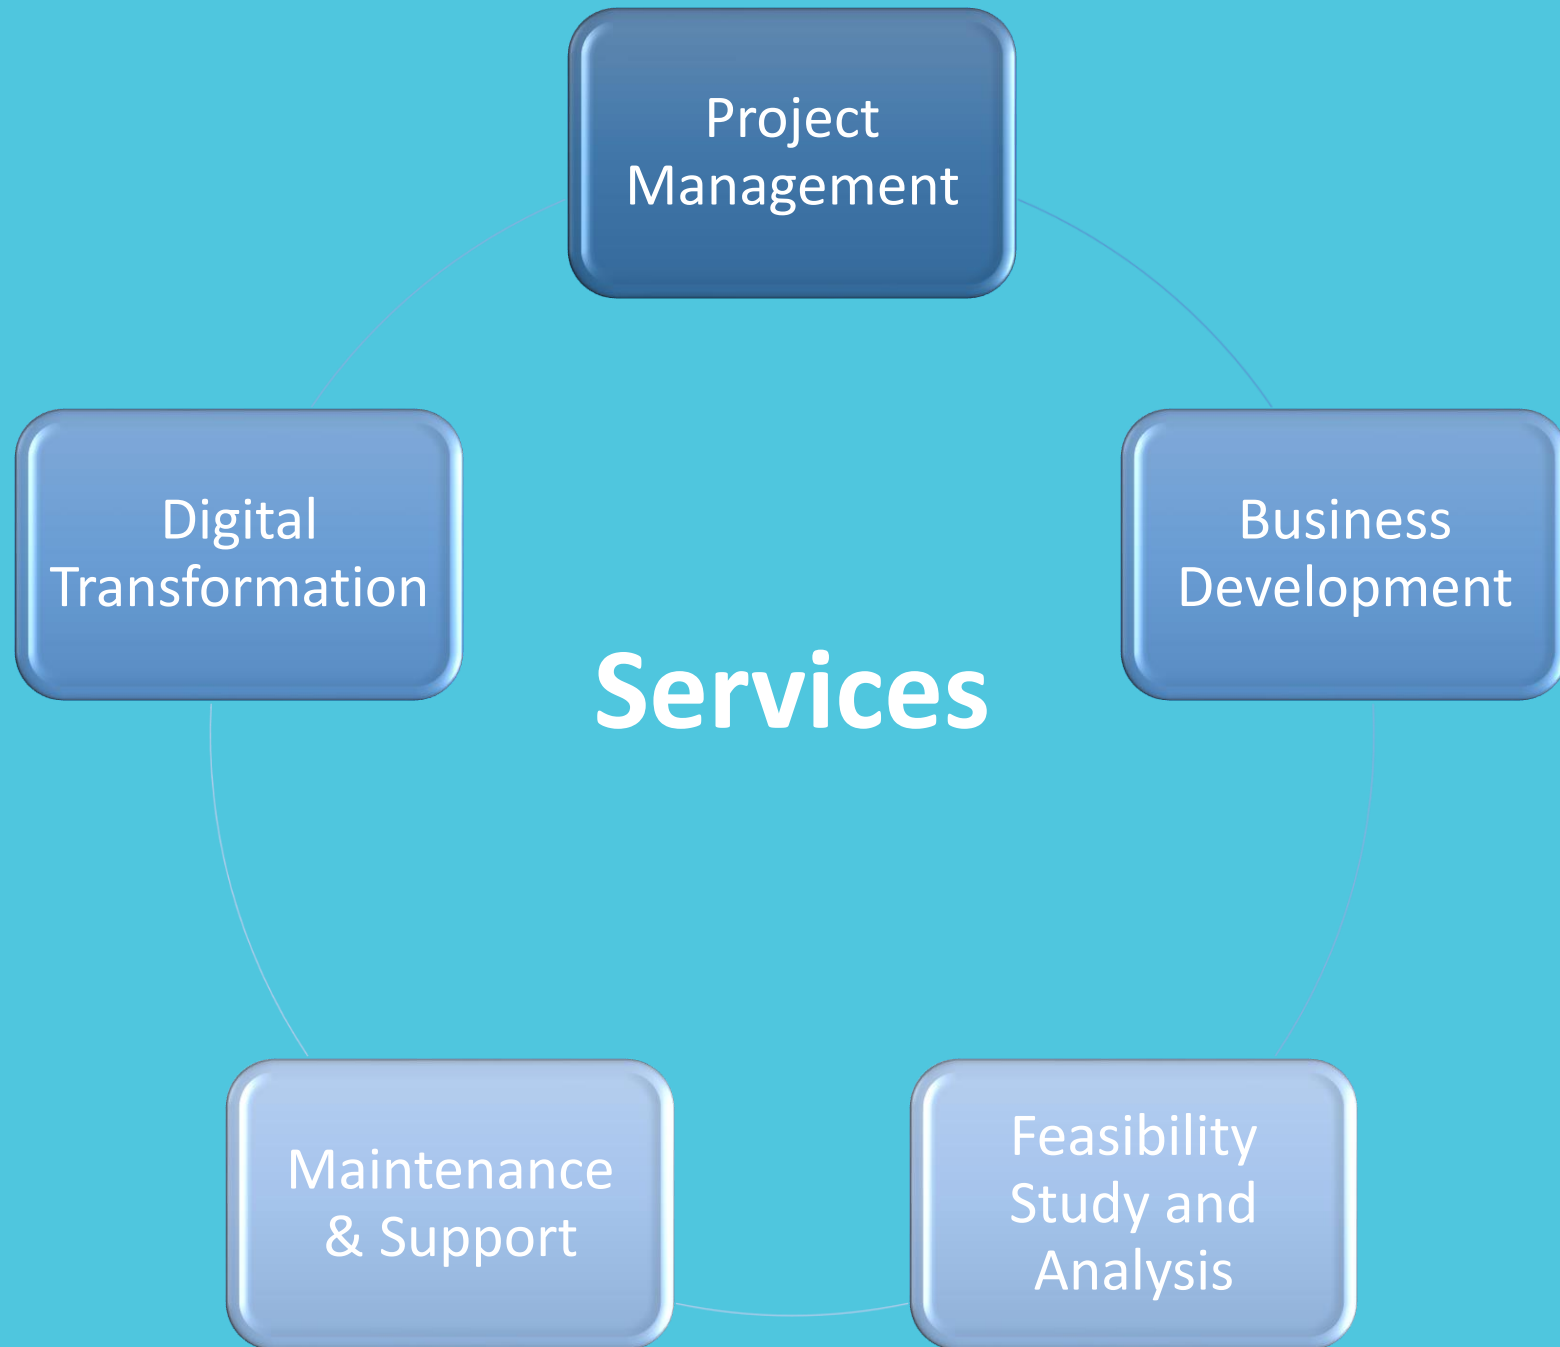 Project
Management
Business
Development
Feasibility
Study and
Analysis
Maintenance
& Support
Digital
Transformation
Services